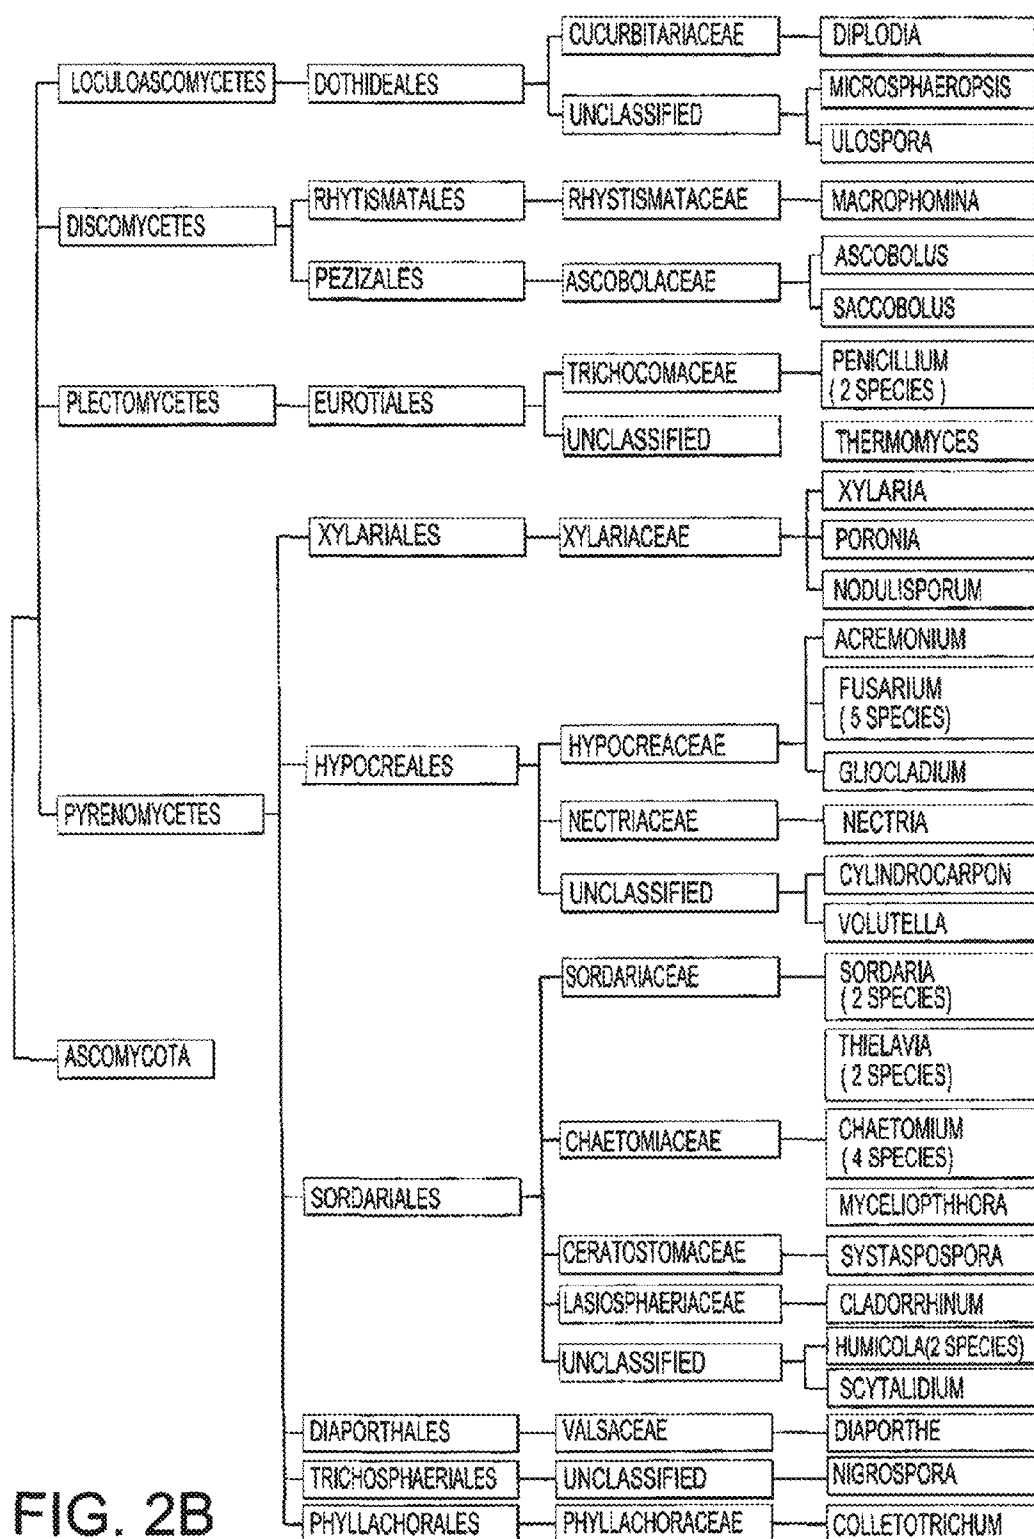 CUCURBITARIACEAE
DIPLODIA
LOCULOASCOMYCETES
DOTHIDEALES
UNCLASSIFIED
MICROSPHAEROPSIS
ULOSPORA
DISCOMYCETES
RHYTISMATALES
RHYSTISMATACEAE
MACROPHOMINA
PEZIZALES
ASCOBOLACEAE
ASCOBOLUS
SACCOBOLUS
PLECTOMYCETES
EUROTIALES
TRICHOCOMACEAE
PENICILLIUM
( 2 SPECIES )
UNCLASSIFIED
THERMOMYCES
XYLARIALES
XYLARIACEAE
XYLARIA
PORONIA
NODULISPORUM
PYRENOMYCETES
HYPOCREALES
HYPOCREACEAE
ACREMONIUM
FUSARIUM
( 5 SPECIES)
GLIOCLADIUM
NECTRIACEAE
NECTRIA
UNCLASSIFIED
CYLINDROCARPON
VOLUTELLA
ASCOMYCOTA
SORDARIALES
SORDARIACEAE
SORDARIA
( 2 SPECIES)
THIELAVIA
( 2 SPECIES)
CHAETOMIACEAE
CHAETOMIUM
( 4 SPECIES)
MYCELIOPTHHORA
CERATOSTOMACEAE
SYSTASPOSPORA
LASIOSPHAERIACEAE
CLADORRHINUM
UNCLASSIFIED
HUMICOLA(2 SPECIES)
SCYTALIDIUM
DIAPORTHALES
VALSACEAE
DIAPORTHE
TRICHOSPHAERIALES
UNCLASSIFIED
NIGROSPORA
PHYLLACHORALES
PHYLLACHORACEAE
COLLETOTRICHUM
FIG. 2B